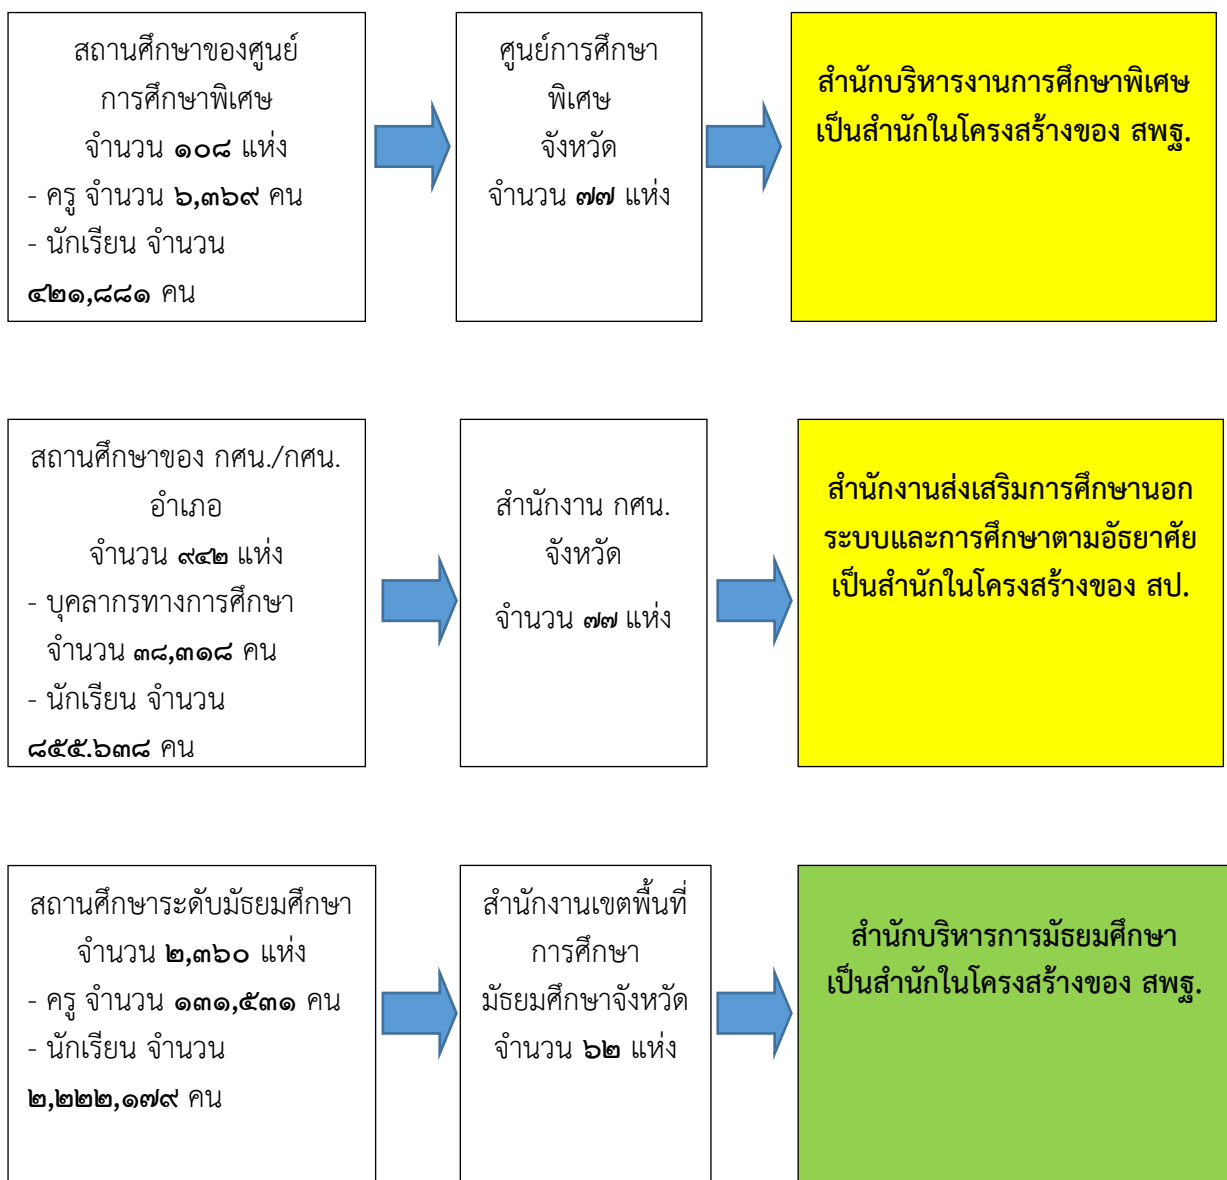 สถานศึกษาของศูนย์
การศึกษาพิเศษ
จำนวน ๑๐๘ แห่ง
- ครู จำนวน ๖,๓๖๙ คน
- นักเรียน จำนวน
๔๒๑,๘๘๑ คน
ศูนย์การศึกษา
พิเศษ
จังหวัด
จำนวน ๗๗ แห่ง
สำนักบริหารงานการศึกษาพิเศษ
เป็นสำนักในโครงสร้างของ สพฐ.
สถานศึกษาของ กศน./กศน.
อำเภอ
จำนวน ๙๔๒ แห่ง
- บุคลากรทางการศึกษา
จำนวน ๓๘,๓๑๘ คน
- นักเรียน จำนวน
๘๕๕.๖๓๘ คน
สำนักงาน กศน.
จังหวัด
จำนวน ๗๗ แห่ง
สำนักงานส่งเสริมการศึกษานอก
ระบบและการศึกษาตามอัธยาศัย
เป็นสำนักในโครงสร้างของ สป.
สถานศึกษาระดับมัธยมศึกษา
จำนวน ๒,๓๖๐ แห่ง
- ครู จำนวน ๑๓๑,๕๓๑ คน
- นักเรียน จำนวน
๒,๒๒๒,๑๗๙ คน
สำนักงานเขตพื้นที่
การศึกษา
มัธยมศึกษาจังหวัด
จำนวน ๖๒ แห่ง
สำนักบริหารการมัธยมศึกษา
เป็นสำนักในโครงสร้างของ สพฐ.